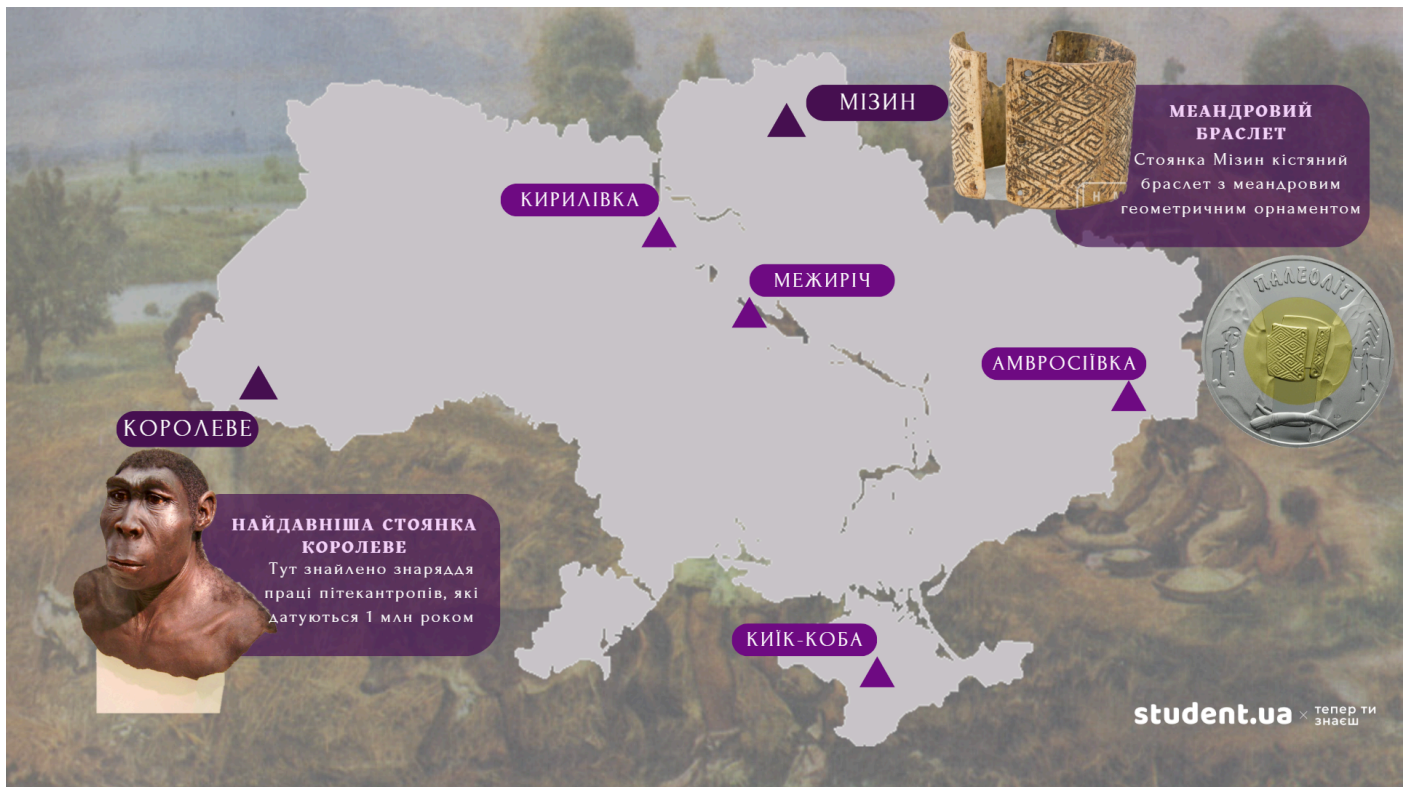 МІЗИН
МЕАНДРОВИЙ
БРАСЛЕТ
Стоянка Мізин кістяний
браслет з меандровим
геометричним орнаментом
КИРИЛІВКА
МЕЖИРІЧ
ПАЛЕОЛІТ
АМВРОСІЇВКА
КОРОЛЕВЕ
НАЙДАВНІША СТОЯНКА
КОРОЛЕВЕ
Тут знайлено знаряддя
праці пітекантропів, які
датуються 1 млн роком
КИЇК-КОБА
student.ua × тепер ти
знаєш